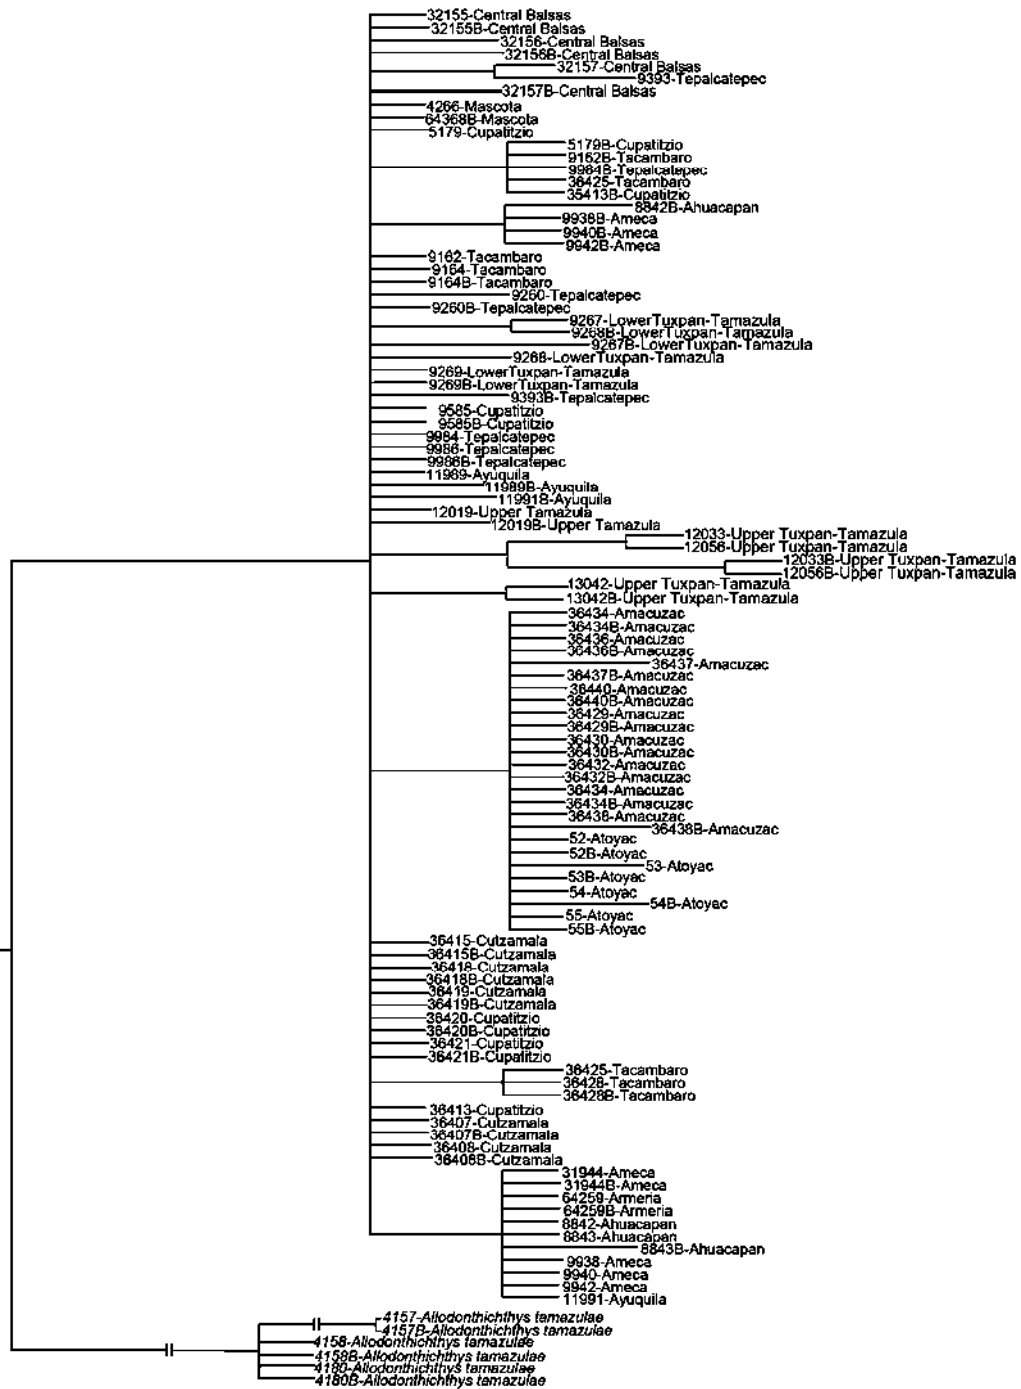 32155-Central Balsas
32155B-Central Balsas
32156-Central Balsas
32156B-Central Balsas
32157-Central Balsas
9393-Tepalcatepec
32157B-Central Balsas
4266-Mascota
64368B-Mascota
5179-Cupatitzio
5179B-Cupatitzio
9162B-Tacambaro
9984B-Tepalcatepec
36425-Tacambaro
35413B-Cupatitzio
8842B-Ahuacapan
9938B-Ameca
9940B-Ameca
9942B-Ameca
9162-Tacambaro
9164-Tacambaro
9164B-Tacambaro
9260-Tepalcatepec
9260B-Tepalcatepec
9267-LowerTuxpan-Tamazula
9268B-LowerTuxpan-Tamazula
9267B-LowerTuxpan-Tamazula
9268-LowerTuxpan-Tamazula
9269-LowerTuxpan-Tamazula
9269B-LowerTuxpan-Tamazula
9393B-Tepalcatepec
9585-Cupatitzio
9585B-Cupatitzio
9984-Tepalcatepec
9986-Tepalcatepec
9986B-Tepalcatepec
11989-Ayuquila
11989B-Ayuquila
11991B-Ayuquila
12019-Upper Tamazula
12019B-Upper Tamazula
12033-Upper Tuxpan-Tamazula
12056-Upper Tuxpan-Tamazula
12033B-Upper Tuxpan-Tamazula
12056B-Upper Tuxpan-Tamazula
13042-Upper Tuxpan-Tamazula
13042B-Upper Tuxpan-Tamazula
36434-Amacuzac
36434B-Amacuzac
36436-Amacuzac
36436B-Amacuzac
36437-Amacuzac
36437B-Amacuzac
36440-Amacuzac
36440B-Amacuzac
36429-Amacuzac
36429B-Amacuzac
36430-Amacuzac
36430B-Amacuzac
36432-Amacuzac
36432B-Amacuzac
36434-Amacuzac
36434B-Amacuzac
36438-Amacuzac
36438B-Amacuzac
52-Atoyac
52B-Atoyac
53-Atoyac
53B-Atoyac
54-Atoyac
54B-Atoyac
55-Atoyac
55B-Atoyac
36415-Cutzamala
36415B-Cutzamala
36418-Cutzamala
36418B-Cutzamala
36419-Cutzamala
36419B-Cutzamala
36420-Cupatitzio
36420B-Cupatitzio
36421-Cupatitzio
36421B-Cupatitzio
36425-Tacambaro
36428-Tacambaro
36428B-Tacambaro
36413-Cupatitzio
36407-Cutzamala
36407B-Cutzamala
36408-Cutzamala
36408B-Cutzamala
31944-Ameca
31944B-Ameca
64259-Armeria
64259B-Armeria
8842-Ahuacapan
8843-Ahuacapan
8843B-Ahuacapan
9938-Ameca
9940-Ameca
9942-Ameca
11991-Ayuquila
4157-Allodonthichthys tamazulae
4157B-Allodonthichthys tamazulae
4158-Allodonthichthys tamazulae
4158B-Allodonthichthys tamazulae
4180-Allodonthichthys tamazulae
4180B-Allodonthichthys tamazulae